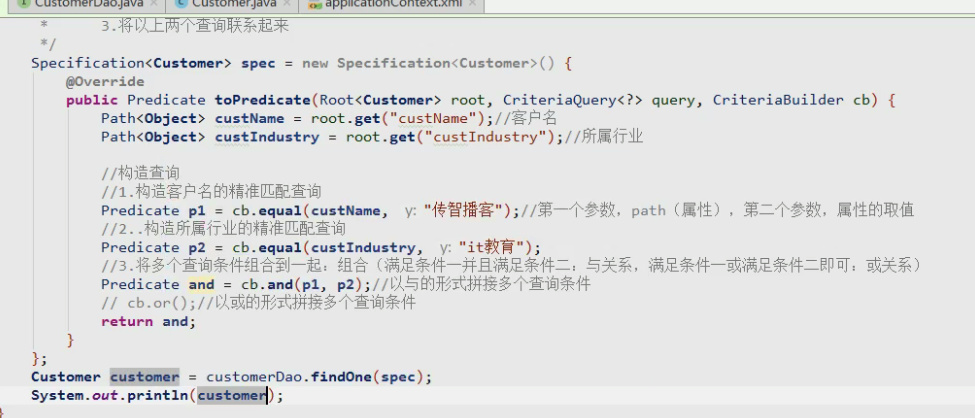 CustomerDao.java × Customer.java × applicationContext.xml ×
* 3.将以上两个查询联系起来
*/
Specification<Customer> spec = new Specification<Customer>() {
@Override
public Predicate toPredicate(Root<Customer> root, CriteriaQuery<?> query, CriteriaBuilder cb) {
Path<Object> custName = root.get("custName");//客户名
Path<Object> custIndustry = root.get("custIndustry");//所属行业
//构造查询
//1.构造客户名的精准匹配查询
Predicate p1 = cb.equal(custName, y: "传智播客");//第一个参数，path（属性），第二个参数，属性的取值
//2..构造所属行业的精准匹配查询
Predicate p2 = cb.equal(custIndustry, y: "it教育");
//3.将多个查询条件组合到一起：组合（满足条件一并且满足条件二：与关系，满足条件一或满足条件二即可：或关系）
Predicate and = cb.and(p1, p2);//以与的形式拼接多个查询条件
// cb.or();//以或的形式拼接多个查询条件
return and;
}
};
Customer customer = customerDao.findOne(spec);
System.out.println(customer);
}